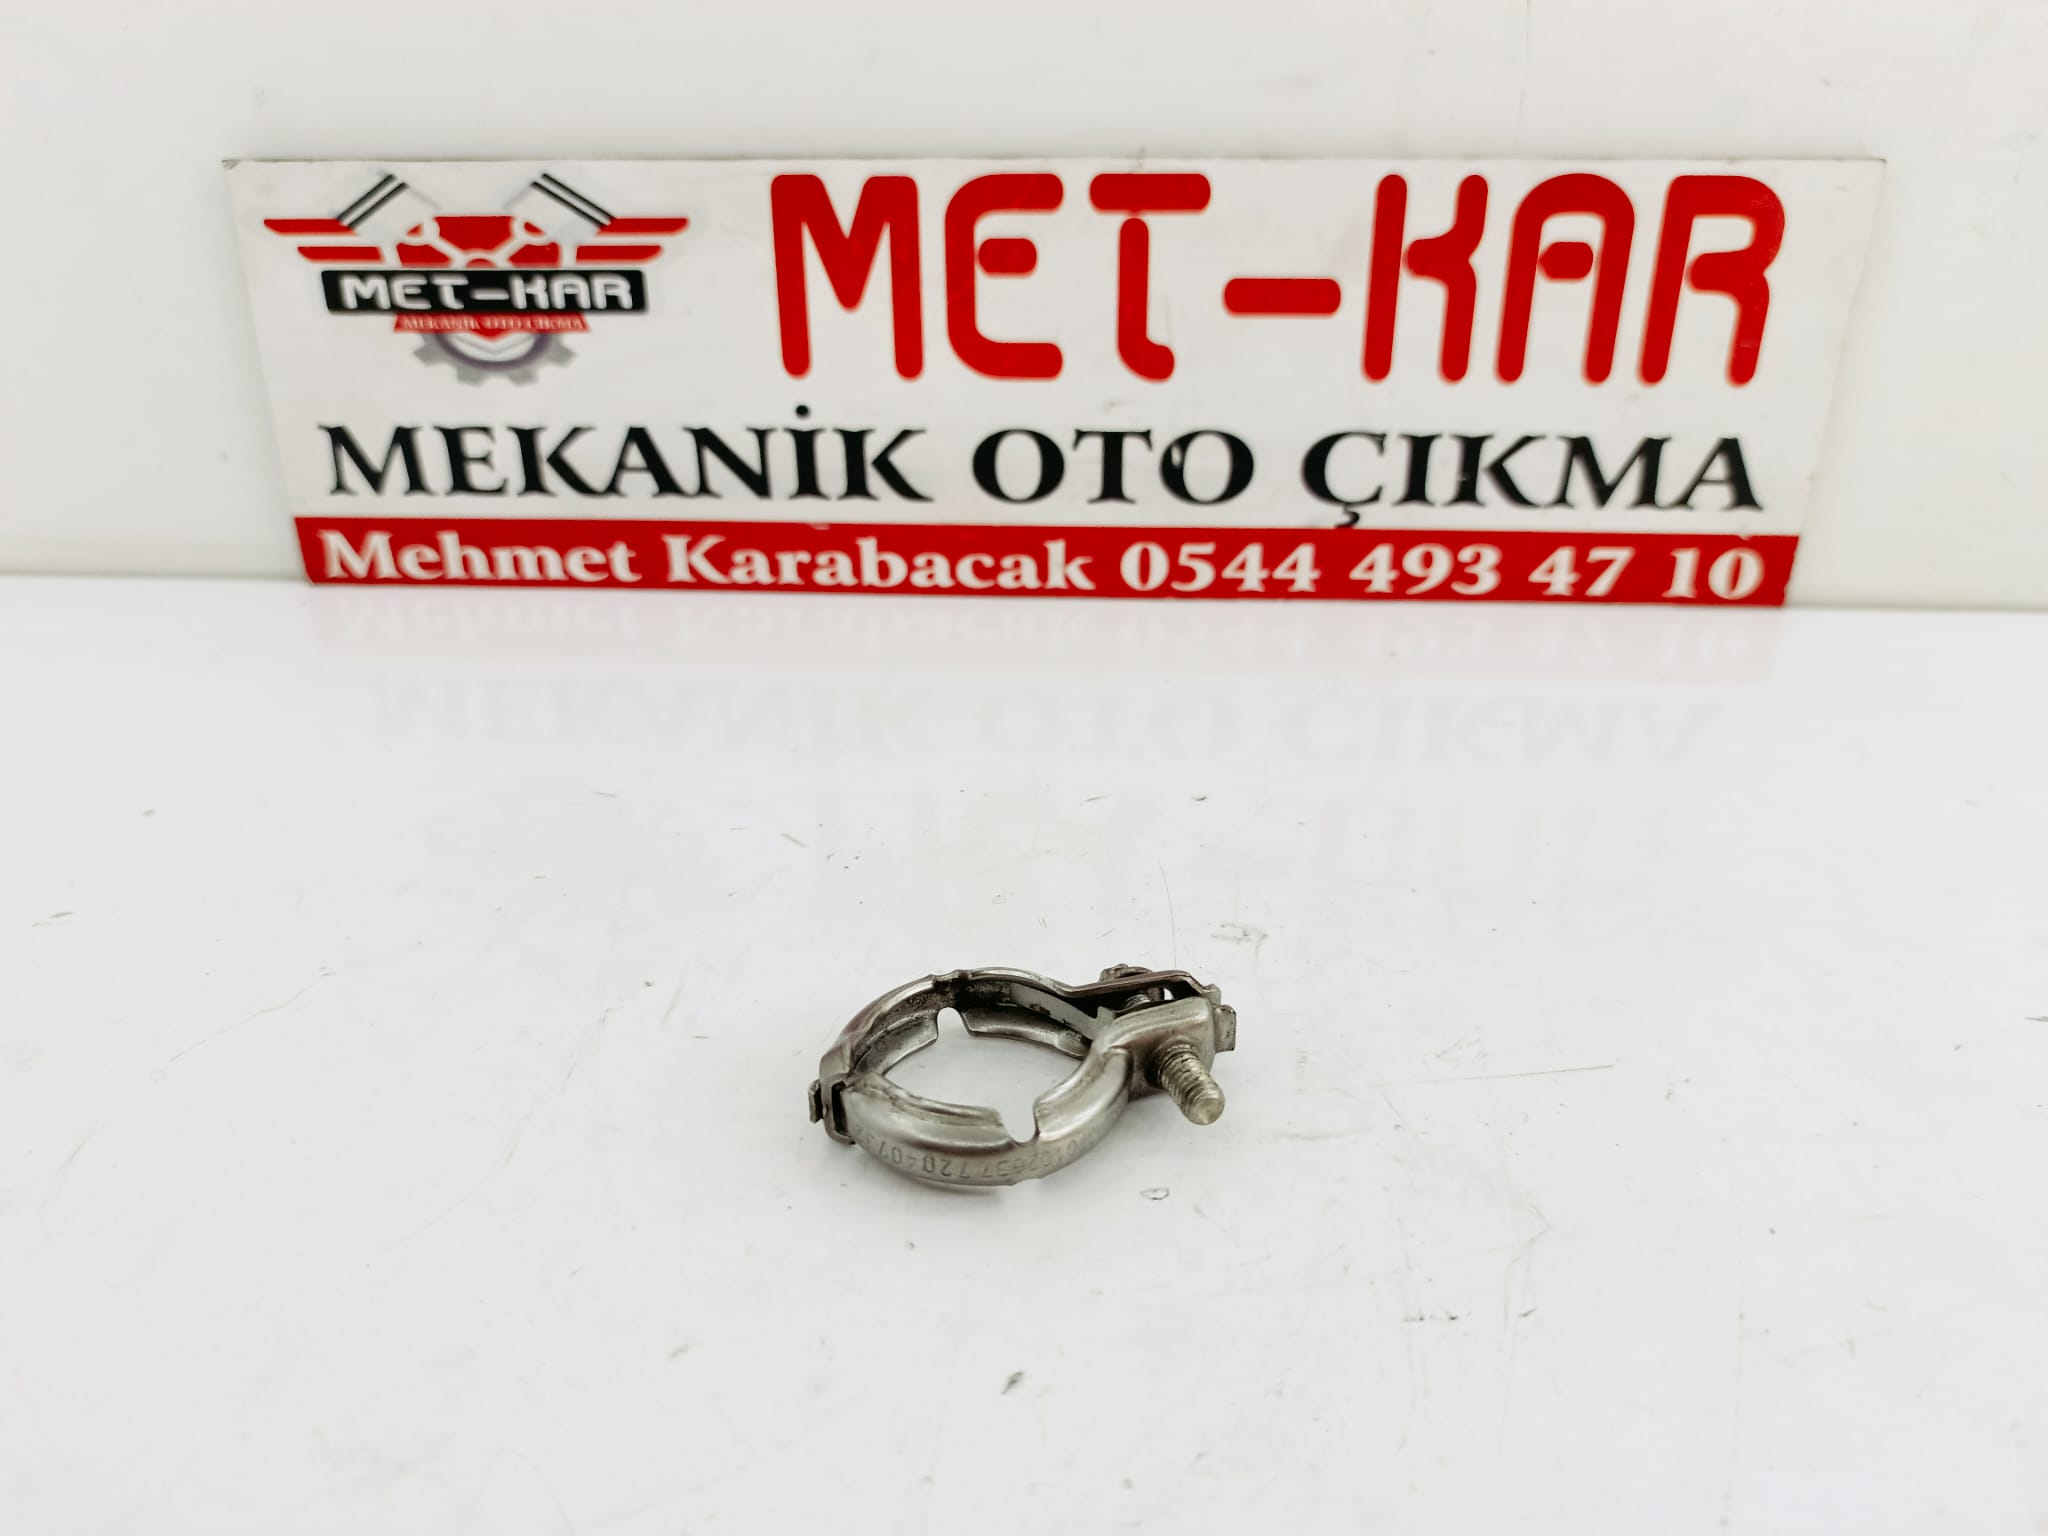 MET-KAR
MEKANİK OTO ÇIKMA
MET-KAR
MEKANİK OTO ÇIKMA
Mehmet Karabacak 0544 493 47 10